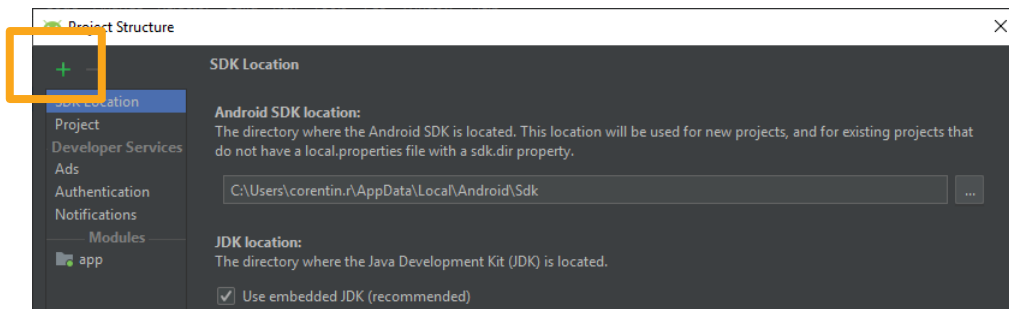 Project Structure
SDK Location
SDK Location
Project
Developer Services
Ads
Authentication
Notifications
Modules
app
Android SDK location:
The directory where the Android SDK is located. This location will be used for new projects, and for existing projects that
do not have a local.properties file with a sdk.dir property.
C:\Users\corentin.r\AppData\Local\Android\Sdk
...
JDK location:
The directory where the Java Development Kit (JDK) is located.
Use embedded JDK (recommended)